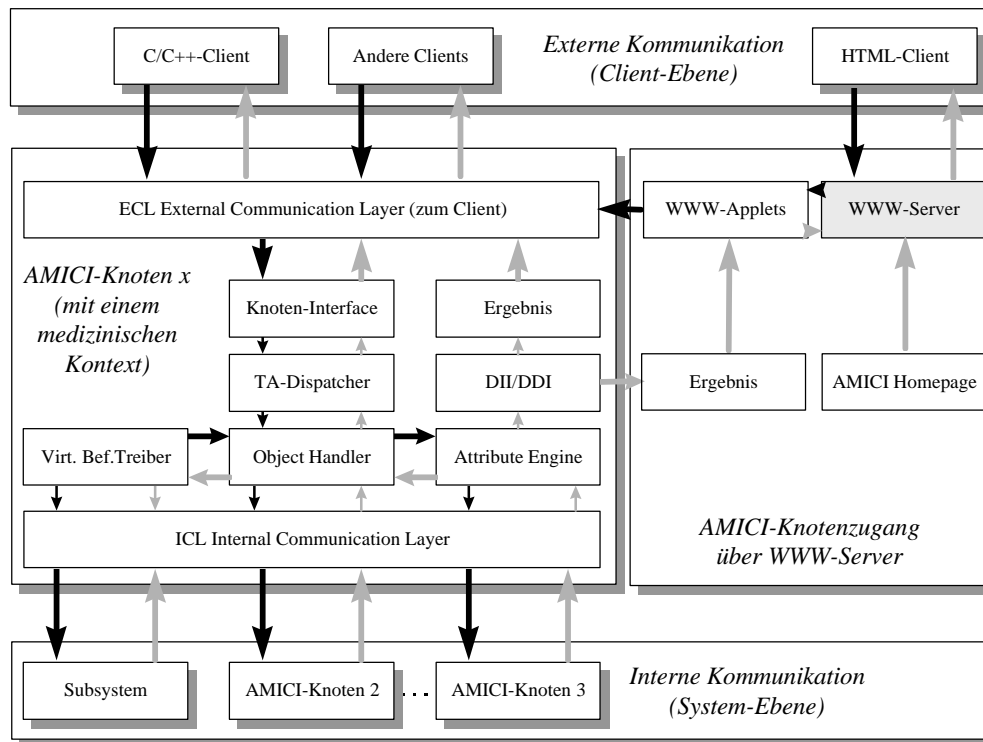 C/C++-Client
Andere Clients
Externe Kommunikation
(Client-Ebene)
HTML-Client
ECL External Communication Layer (zum Client)
WWW-Applets
WWW-Server
AMICI-Knoten x
(mit einem
medizinischen
Kontext)
Knoten-Interface
Ergebnis
TA-Dispatcher
DII/DDI
Ergebnis
AMICI Homepage
Virt. Bef.Treiber
Object Handler
Attribute Engine
ICL Internal Communication Layer
AMICI-Knotenzugang
über WWW-Server
Subsystem
AMICI-Knoten 2
....
AMICI-Knoten 3
Interne Kommunikation
(System-Ebene)